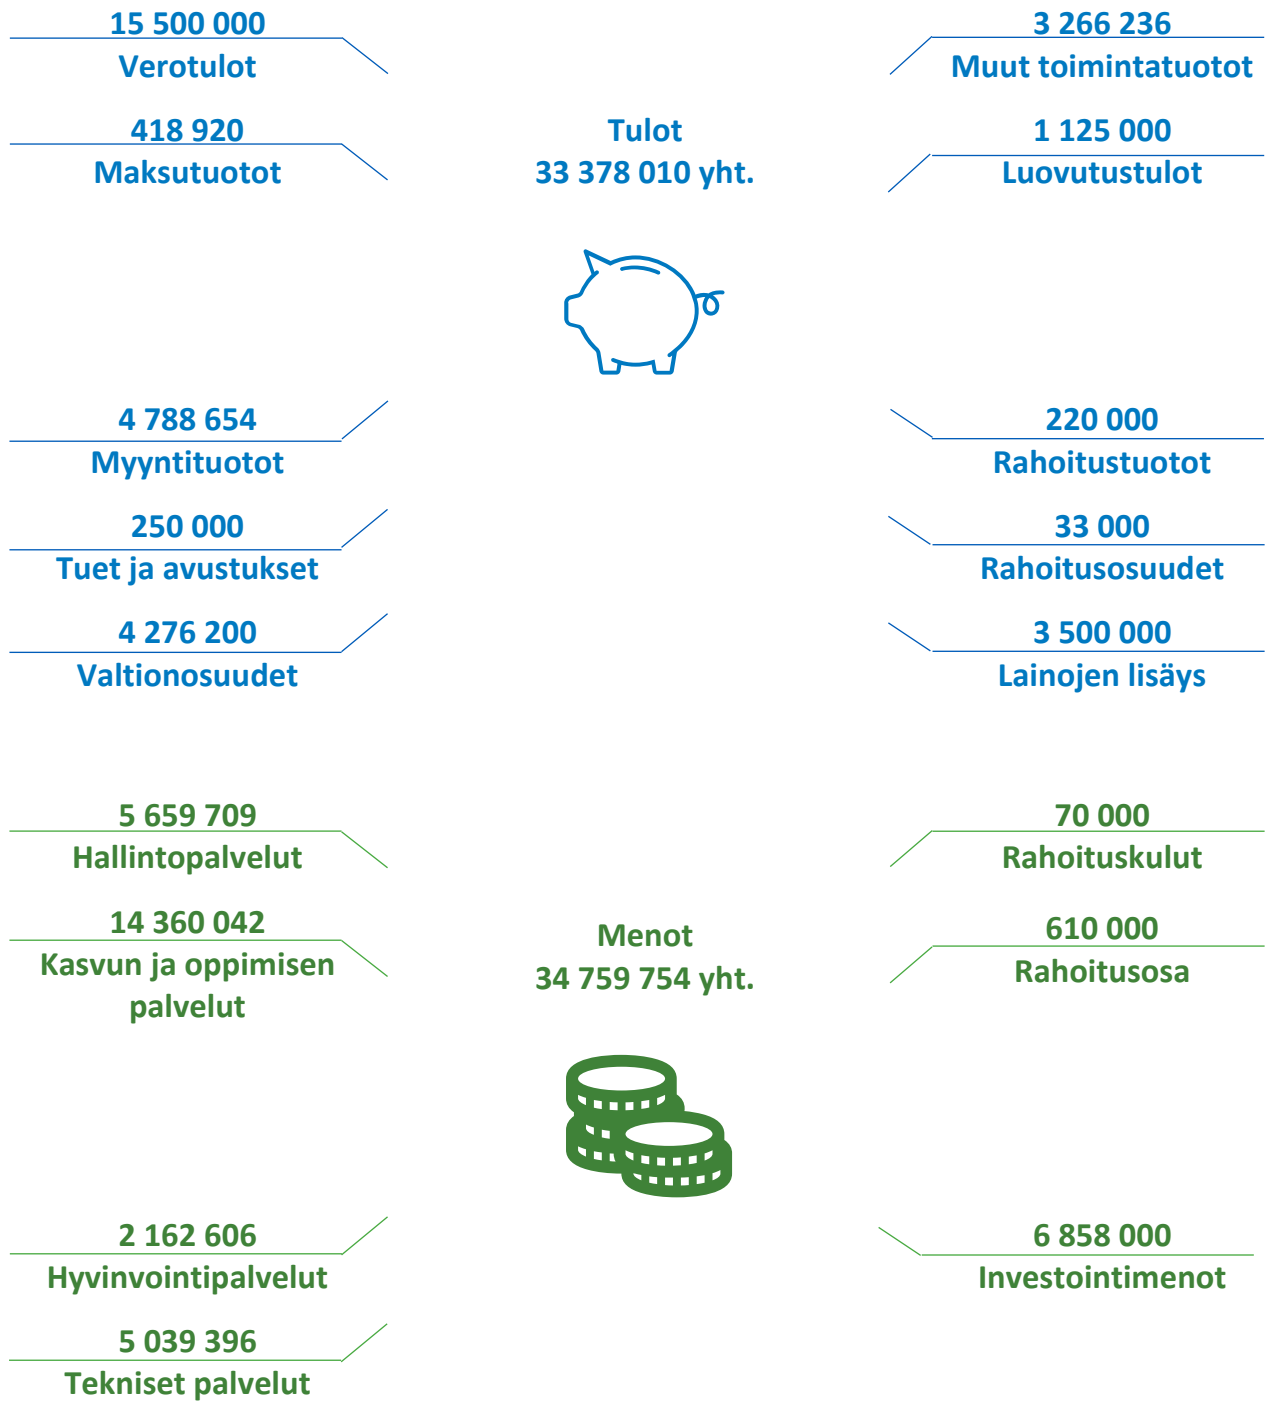 15 500 000
Verotulot
418 920
Maksutuotot
Tulot
33 378 010 yht.
3 266 236
Muut toimintatuotot
1 125 000
Luovutustulot
4 788 654
Myyntituotot
250 000
Tuet ja avustukset
4 276 200
Valtionosuudet
220 000
Rahoitustuotot
33 000
Rahoitusosuudet
3 500 000
Lainojen lisäys
5 659 709
Hallintopalvelut
14 360 042
Kasvun ja oppimisen
palvelut
Menot
34 759 754 yht.
70 000
Rahoituskulut
610 000
Rahoitusosa
2 162 606
Hyvinvointipalvelut
5 039 396
Tekniset palvelut
6 858 000
Investointimenot